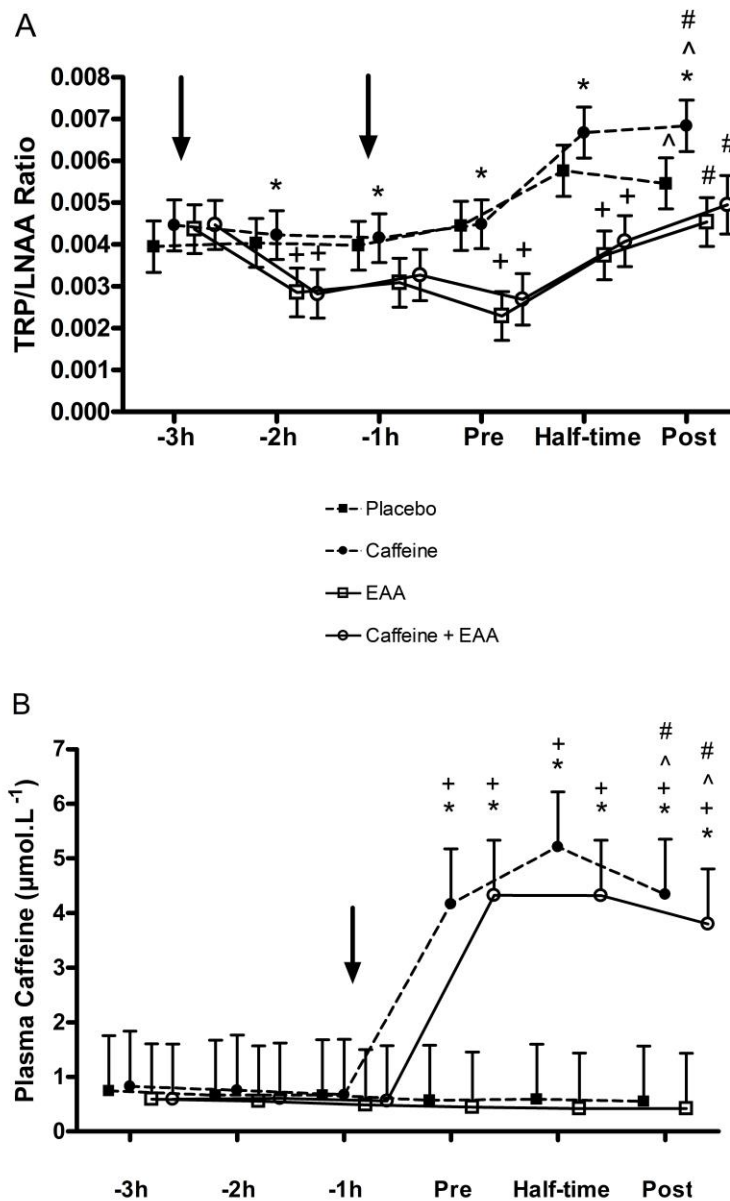 A
#
^
* *
0.008
0.007
^ #
* * *
0.006
#
0.005
+ +
+ + + +
0.004
0.003
0.002
0.001
0.000
TRP/LNAA Ratio
-3h -2h -1h Pre Half-time Post
Placebo
Caffeine
EAA
Caffeine + EAA
B
7
# #
+ ^ ^
+ + * + + +
* * * * *
6
5
4
3
2
1
0
Plasma Caffeine (µmol.L⁻¹)
-3h -2h -1h Pre Half-time Post